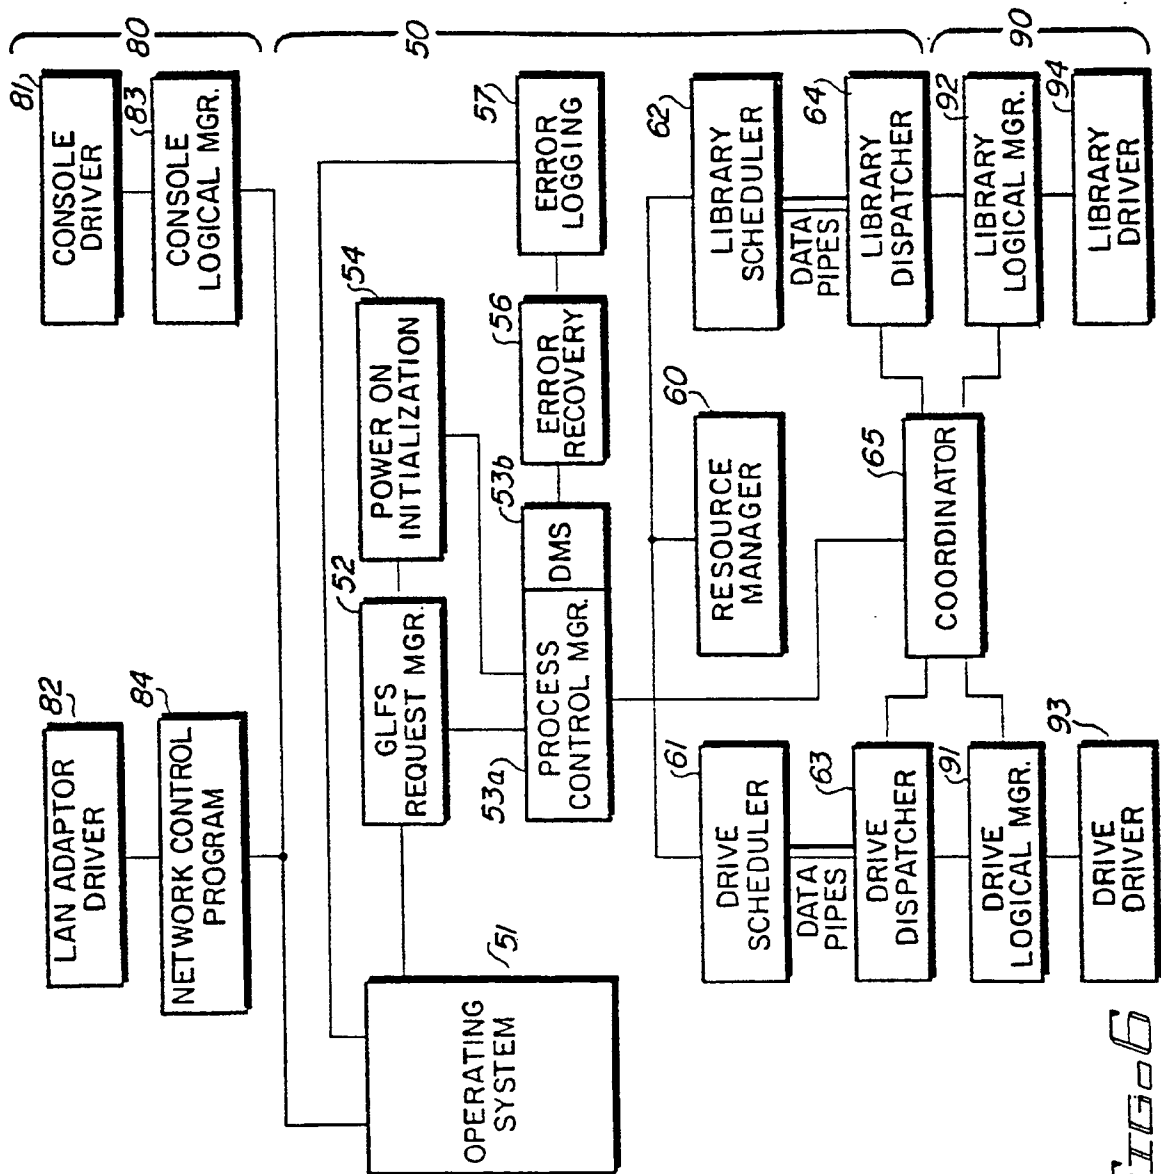 81
CONSOLE
DRIVER
83
CONSOLE
LOGICAL MGR.
80
82
LAN ADAPTOR
DRIVER
84
NETWORK CONTROL
PROGRAM
50
51
OPERATING
SYSTEM
52
GLFS
REQUEST MGR.
54
POWER ON
INITIALIZATION
53a
PROCESS
CONTROL MGR.
53b
DMS
56
ERROR
RECOVERY
57
ERROR
LOGGING
60
RESOURCE
MANAGER
61
DRIVE
SCHEDULER
DATA
PIPES
63
DRIVE
DISPATCHER
62
LIBRARY
SCHEDULER
DATA
PIPES
64
LIBRARY
DISPATCHER
65
COORDINATOR
90
91
DRIVE
LOGICAL MGR.
93
DRIVE
DRIVER
92
LIBRARY
LOGICAL MGR.
94
LIBRARY
DRIVER
FIG-6